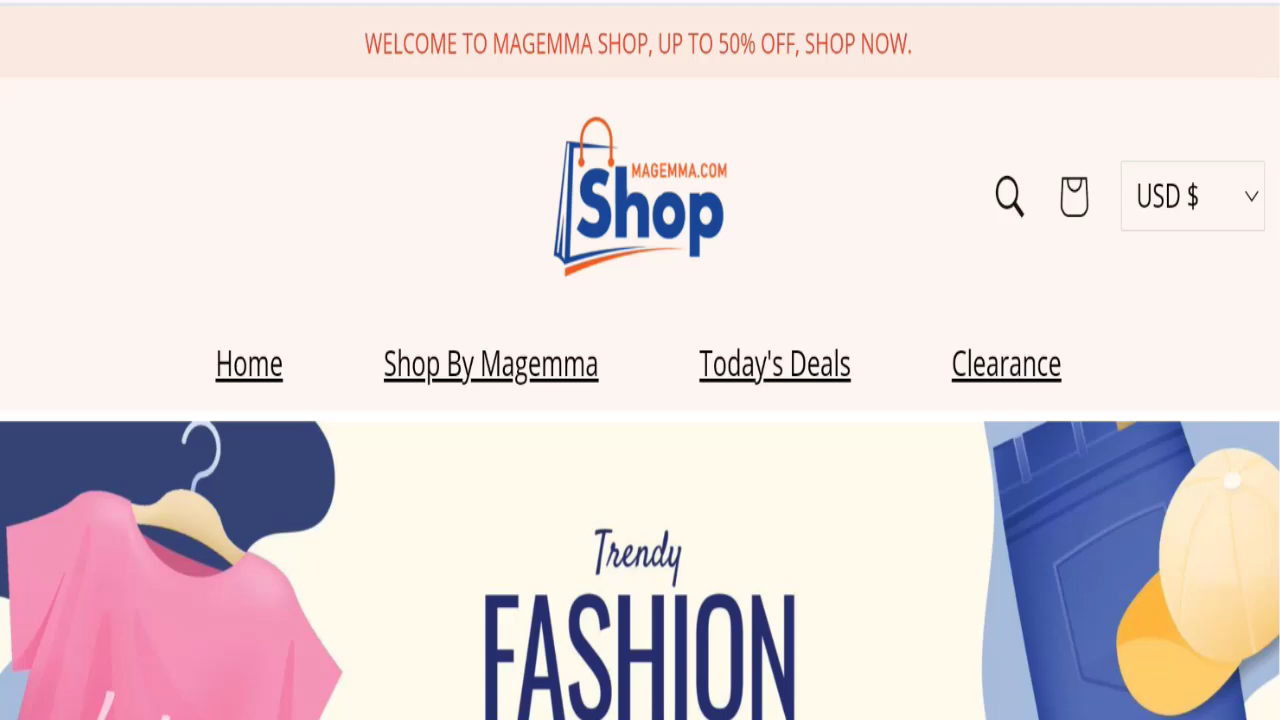 WELCOME TO MAGEMMA SHOP, UP TO 50% OFF, SHOP NOW.
MAGEMMA.COM
Shop
USD $
Home Shop By Magemma Today's Deals Clearance
Trendy
FASHION